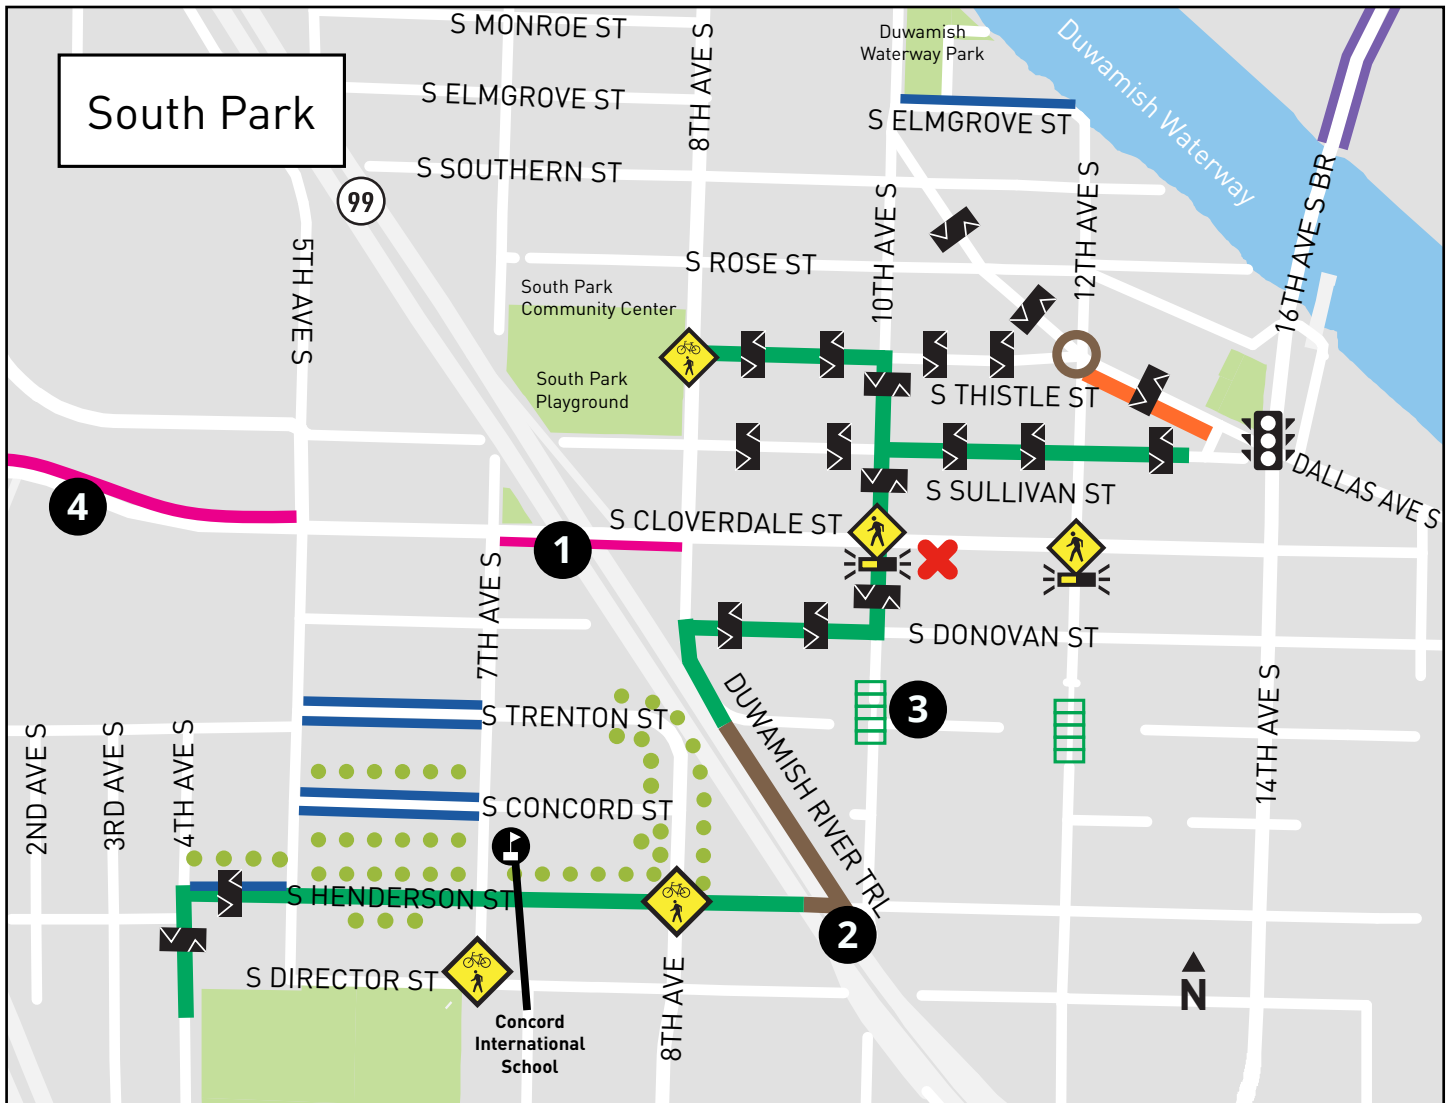 S MONROE ST
South Park
S ELMGROVE ST
8TH AVE S
Duwamish
Waterway Park
Duwamish Waterway
S ELMGROVE ST
S SOUTHERN ST
99
10TH AVE S
12TH AVE S
16TH AVE S BR
5TH AVE S
S ROSE ST
South Park
Community Center
South Park
Playground
S THISTLE ST
DALLAS AVE S
4
S SULLIVAN ST
S CLOVERDALE ST
1
7TH AVE S
S DONOVAN ST
14TH AVE S
S TRENTON ST
DUWAMISH RIVER TRL
3
2ND AVE S
3RD AVE S
4TH AVE S
S CONCORD ST
S HENDERSON ST
2
S DIRECTOR ST
8TH AVE
N
Concord
International
School